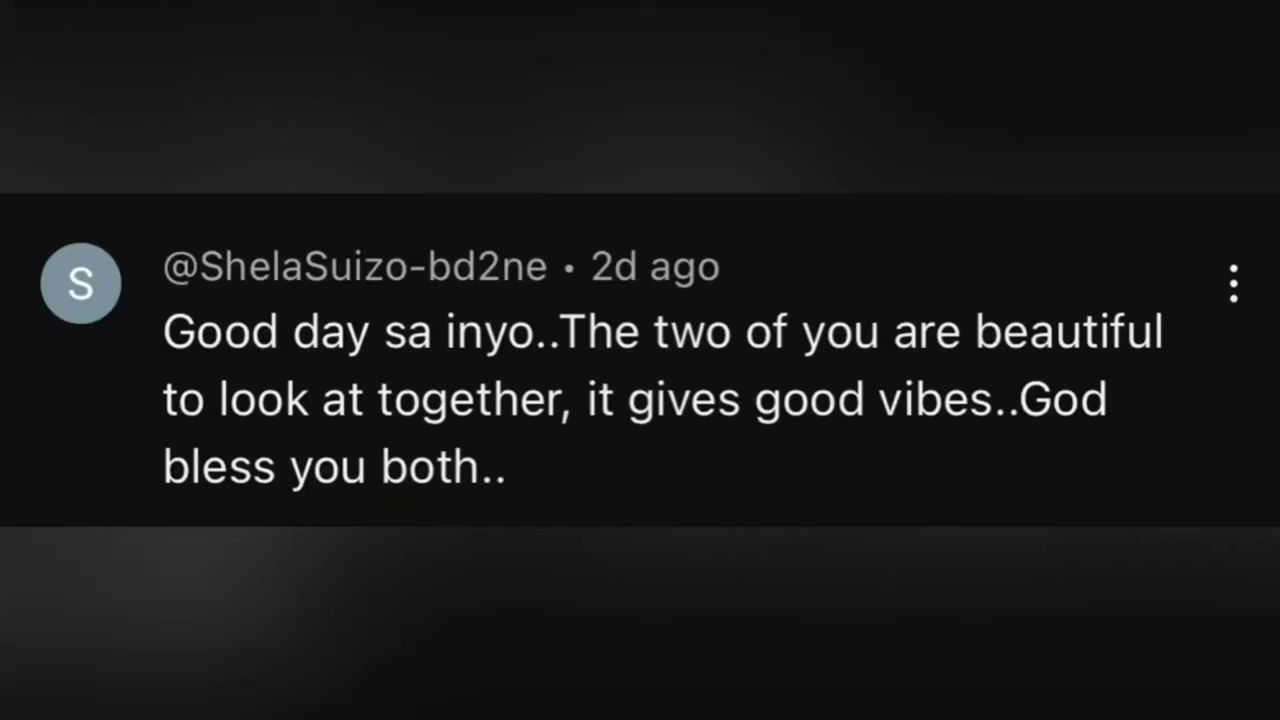 S
@ShelaSuizo-bd2ne • 2d ago
Good day sa inyo..The two of you are beautiful
to look at together, it gives good vibes..God
bless you both..